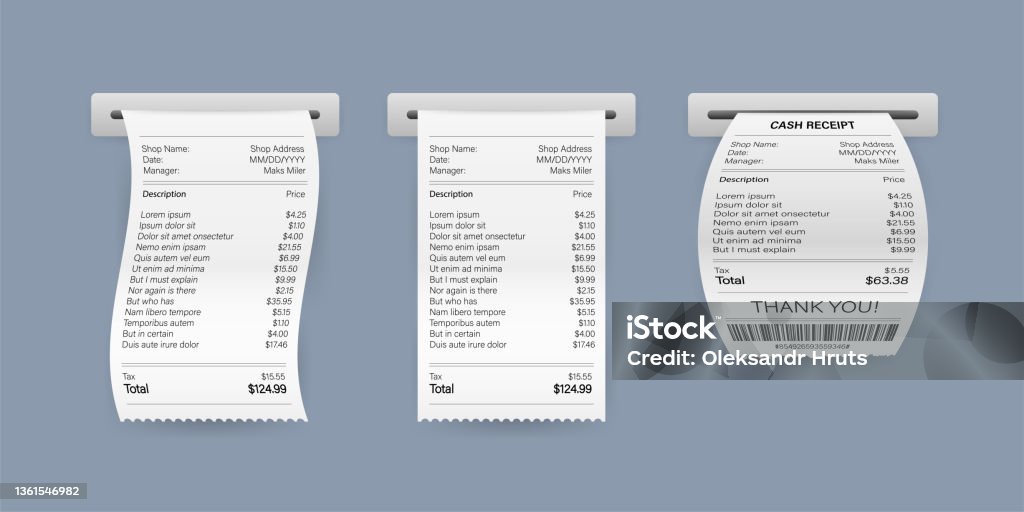 Shop Name: Shop Address
Date: MM/DD/YYYY
Manager: Maks Miler
Description Price
Lorem ipsum $4.25
Ipsum dolor sit $1.10
Dolor sit amet onsectetur $4.00
Nemo enim ipsam $21.55
Quis autem vel eum $6.99
Ut enim ad minima $15.50
But I must explain $9.99
Nor again is there $2.15
But who has $35.95
Nam libero tempore $5.15
Temporibus autem $1.10
But in certain $4.00
Duis aute irure dolor $17.46
Tax $15.55
Total $124.99
Shop Name: Shop Address
Date: MM/DD/YYYY
Manager: Maks Miler
Description Price
Lorem ipsum $4.25
Ipsum dolor sit $1.10
Dolor sit amet onsectetur $4.00
Nemo enim ipsam $21.55
Quis autem vel eum $6.99
Ut enim ad minima $15.50
But I must explain $9.99
Nor again is there $2.15
But who has $35.95
Nam libero tempore $5.15
Temporibus autem $1.10
But in certain $4.00
Duis aute irure dolor $17.46
Tax $15.55
Total $124.99
CASH RECEIPT
Shop Name: Shop Address
Date: MM/DD/YYYY
Manager: Maks Miler
Description Price
Lorem ipsum $4.25
Ipsum dolor sit $1.10
Dolor sit amet onsectetur $4.00
Nemo enim ipsam $21.55
Quis autem vel eum $6.99
Ut enim ad minima $15.50
But I must explain $9.99
Tax $5.55
Total $63.38
THANK YOU!
#854926593559346#
iStock™
Credit: Oleksandr Hruts
1361546982